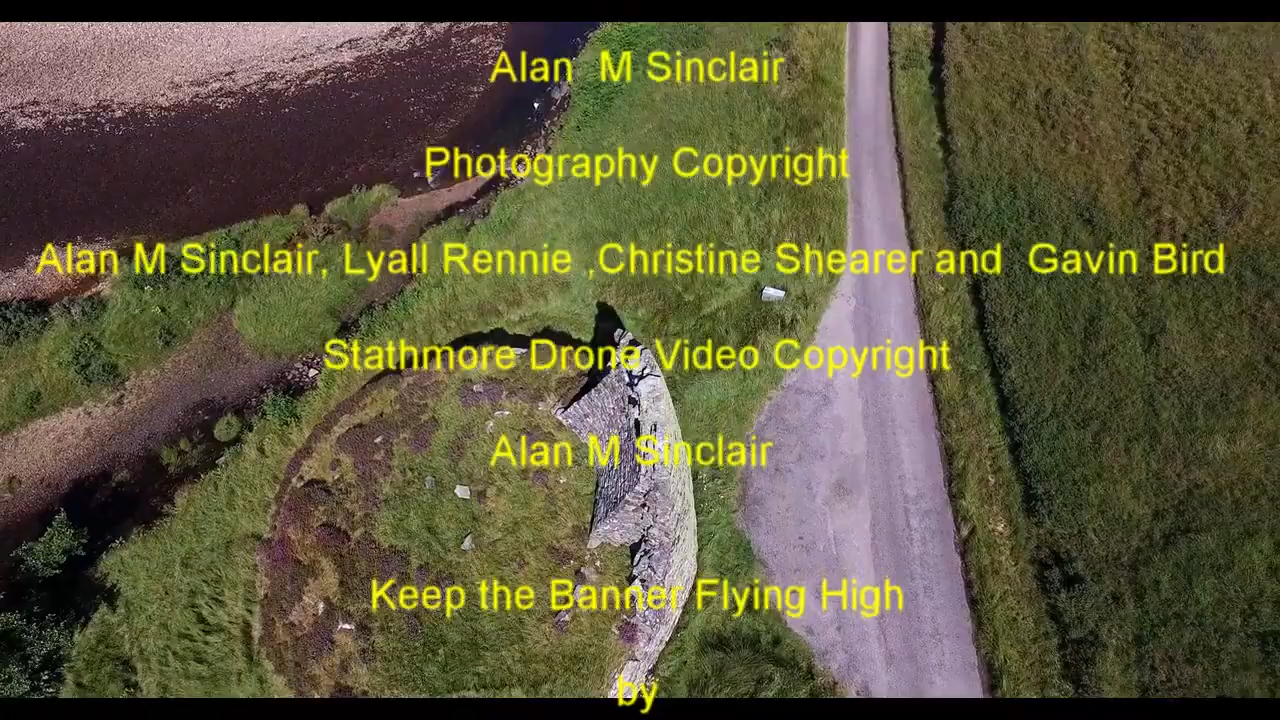 Alan  M Sinclair
Photography Copyright
Alan M Sinclair, Lyall Rennie ,Christine Shearer and  Gavin Bird
Stathmore Drone Video Copyright
Alan M Sinclair
Keep the Banner Flying High
by